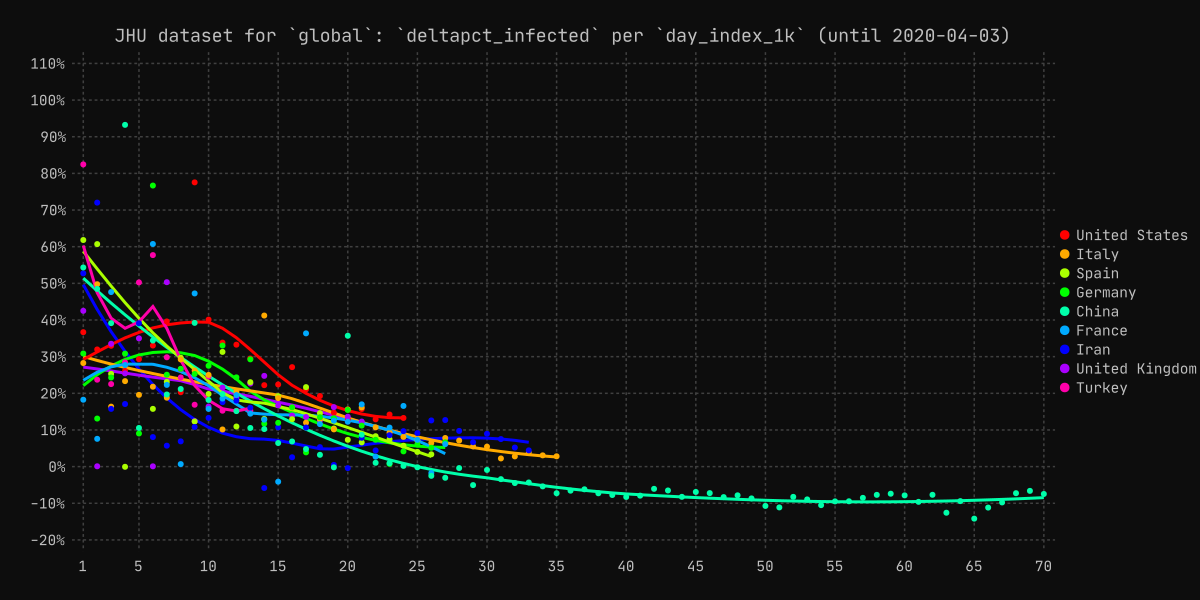 JHU dataset for `global`: `deltapct_infected` per `day_index_1k` (until 2020-04-03)
110%
100%
90%
80%
70%
60%
50%
40%
30%
20%
10%
0%
-10%
-20%
1 5 10 15 20 25 30 35 40 45 50 55 60 65 70
United States
Italy
Spain
Germany
China
France
Iran
United Kingdom
Turkey